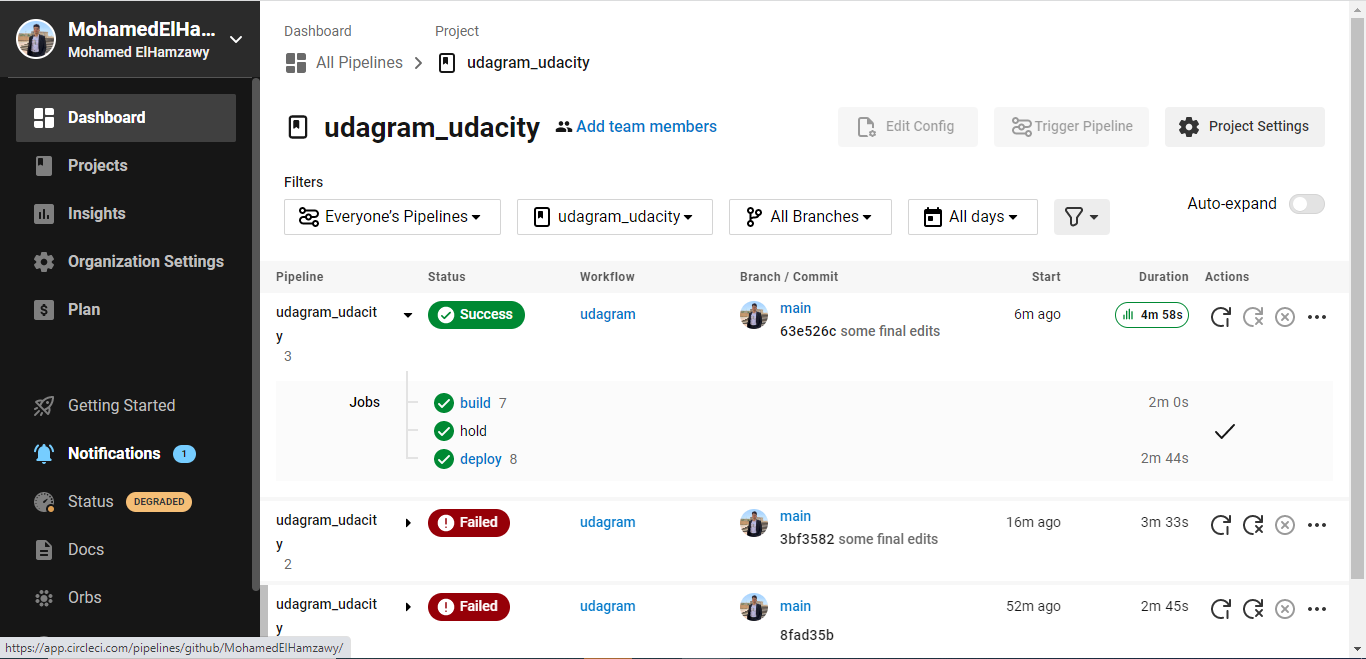 MohamedElHa...
Mohamed ElHamzawy
Dashboard
Projects
Insights
Organization Settings
Plan
Getting Started
Notifications 1
Status DEGRADED
Docs
Orbs
https://app.circleci.com/pipelines/github/MohamedElHamzawy/
Dashboard Project
All Pipelines udagram_udacity
udagram_udacity Add team members Edit Config Trigger Pipeline Project Settings
Filters
Everyone's Pipelines udagram_udacity All Branches All days Auto-expand
Pipeline Status Workflow Branch / Commit Start Duration Actions
udagram_udacit Success udagram main 6m ago 4m 58s
y 63e526c some final edits
3
Jobs build 7 2m 0s
hold
deploy 8 2m 44s
udagram_udacit Failed udagram main 16m ago 3m 33s
y 3bf3582 some final edits
2
udagram_udacit Failed udagram main 52m ago 2m 45s
y 8fad35b